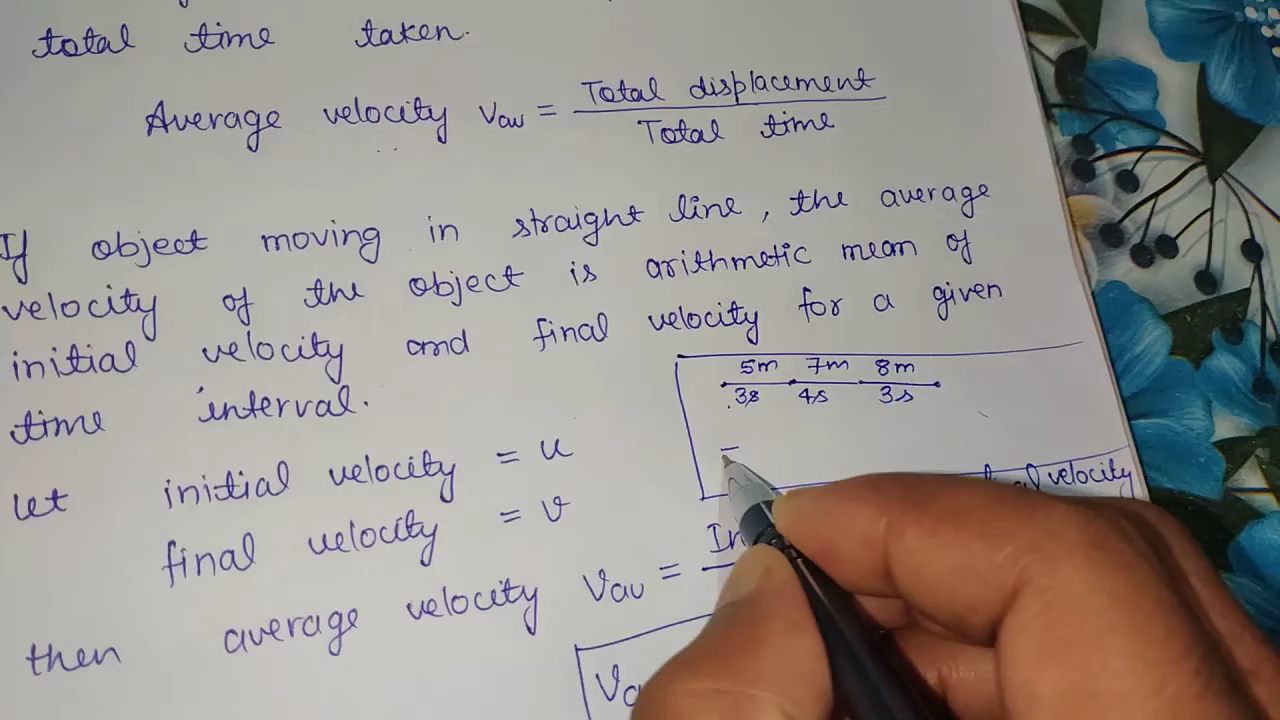 total time taken.
Average velocity Vav = Total displacement
Total time
If object moving in straight line, the average
velocity of the object is arithmetic mean of
initial velocity and final velocity for a given
time interval.
5m 7m 8m
3s 4s 3s
let initial velocity = u
velocity
final velocity = v
then average velocity Vav =